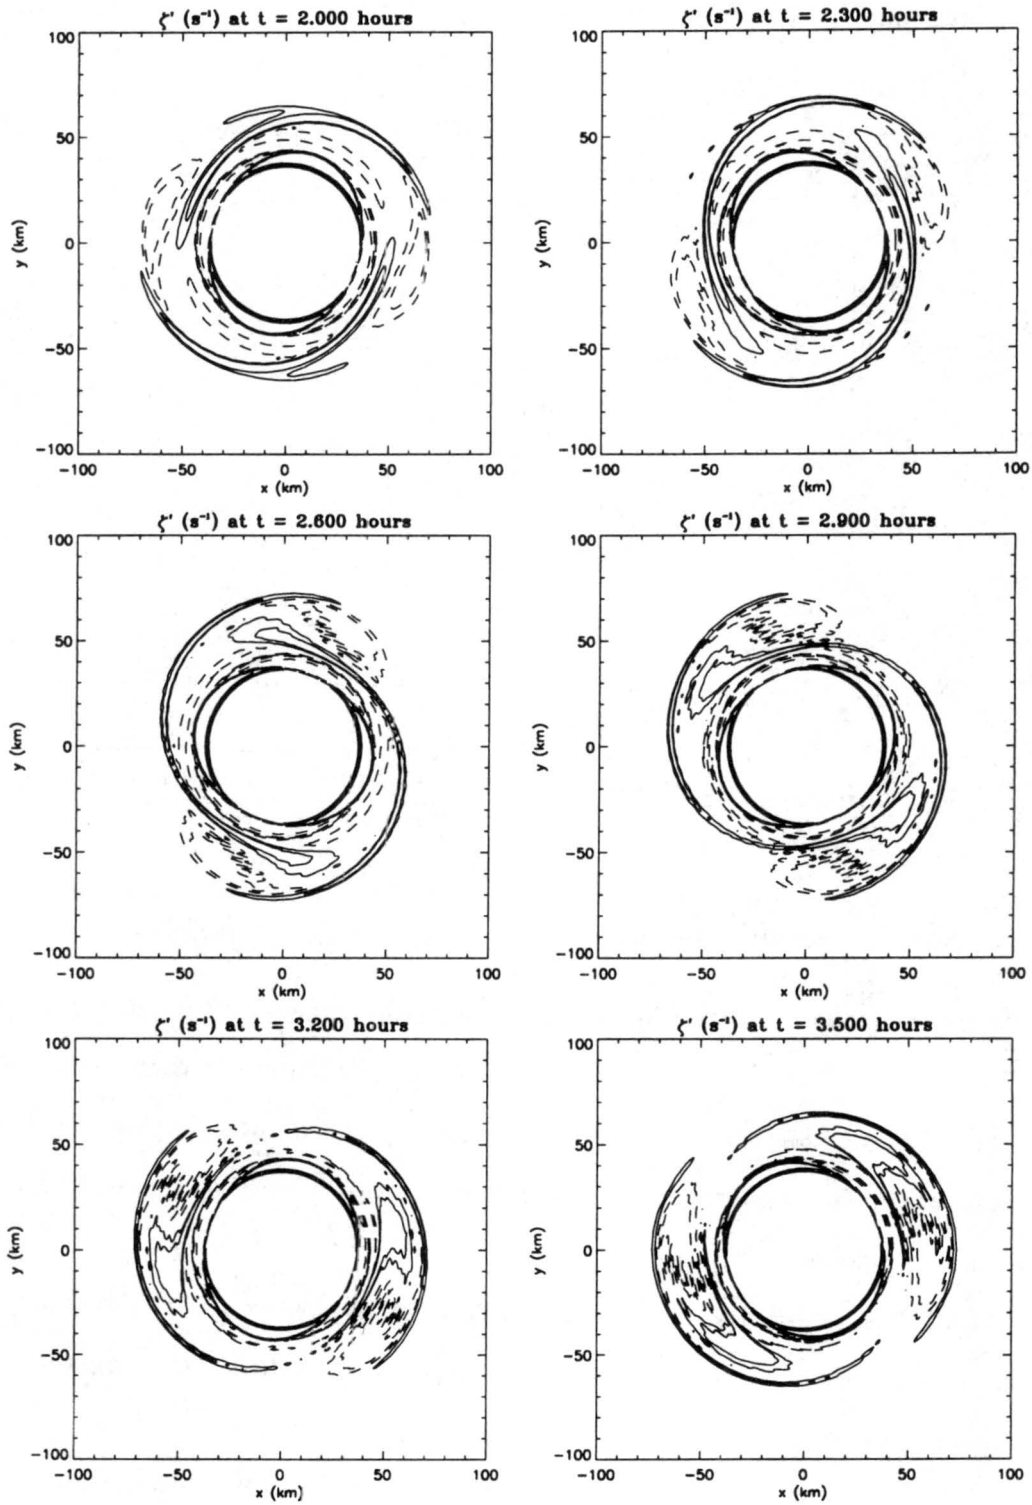 ζ' (s⁻¹) at t = 2.000 hours
100
50
0
−50
−100
y (km)
−100 −50 0 50 100
x (km)
ζ' (s⁻¹) at t = 2.300 hours
100
50
0
−50
−100
y (km)
−100 −50 0 50 100
x (km)
ζ' (s⁻¹) at t = 2.600 hours
100
50
0
−50
−100
y (km)
−100 −50 0 50 100
x (km)
ζ' (s⁻¹) at t = 2.900 hours
100
50
0
−50
−100
y (km)
−100 −50 0 50 100
x (km)
ζ' (s⁻¹) at t = 3.200 hours
100
50
0
−50
−100
y (km)
−100 −50 0 50 100
x (km)
ζ' (s⁻¹) at t = 3.500 hours
100
50
0
−50
−100
y (km)
−100 −50 0 50 100
x (km)